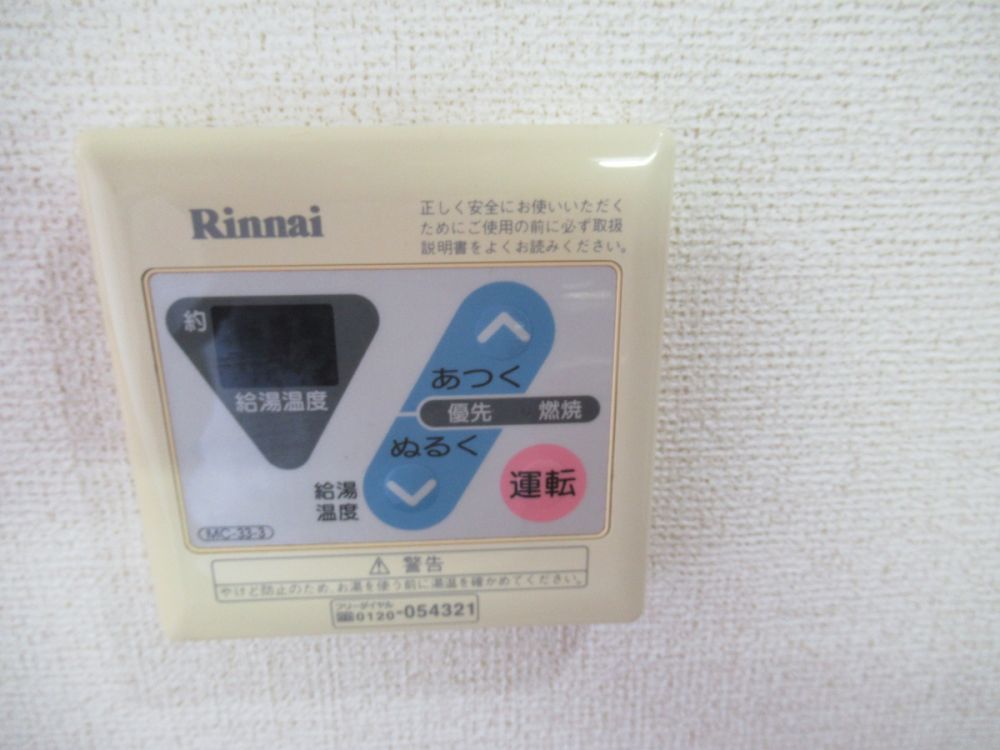 Rinnai
正しく安全にお使いいただく
ためにご使用の前に必ず取扱
説明書をよくお読みください。
約
給湯温度
あつく
優先 燃焼
ぬるく
運転
給湯
温度
MC-33-3
⚠ 警告
やけど防止のため、お湯を使う前に湯温を確かめてください。
フリーダイヤル
0120-054321